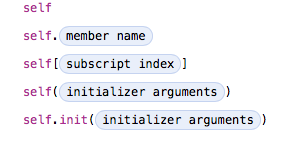 self
self.member name
self[subscript index]
self(initializer arguments)
self.init(initializer arguments)